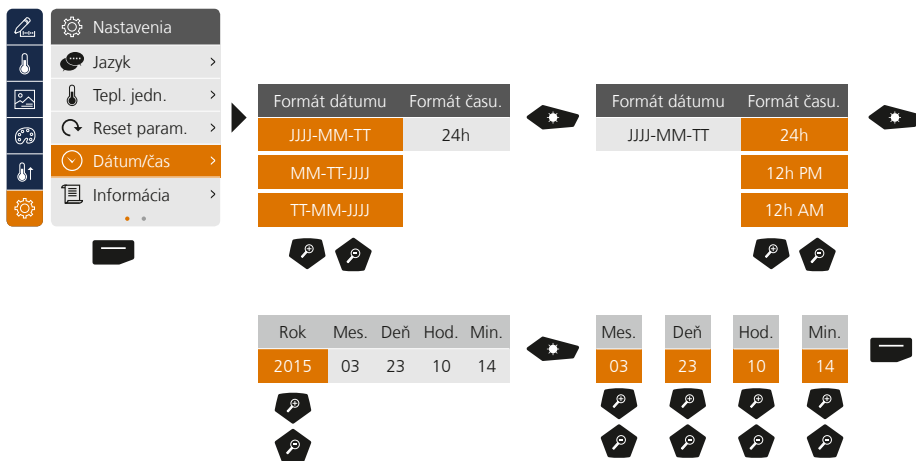 Nastavenia
Jazyk
Tepl. jedn.
Reset param.
Dátum/čas
Informácia
Formát dátumu Formát času.
JJJJ-MM-TT 24h
MM-TT-JJJJ
TT-MM-JJJJ
Formát dátumu Formát času.
JJJJ-MM-TT 24h
12h PM
12h AM
Rok Mes. Deň Hod. Min.
2015 03 23 10 14
Mes. Deň Hod. Min.
03 23 10 14